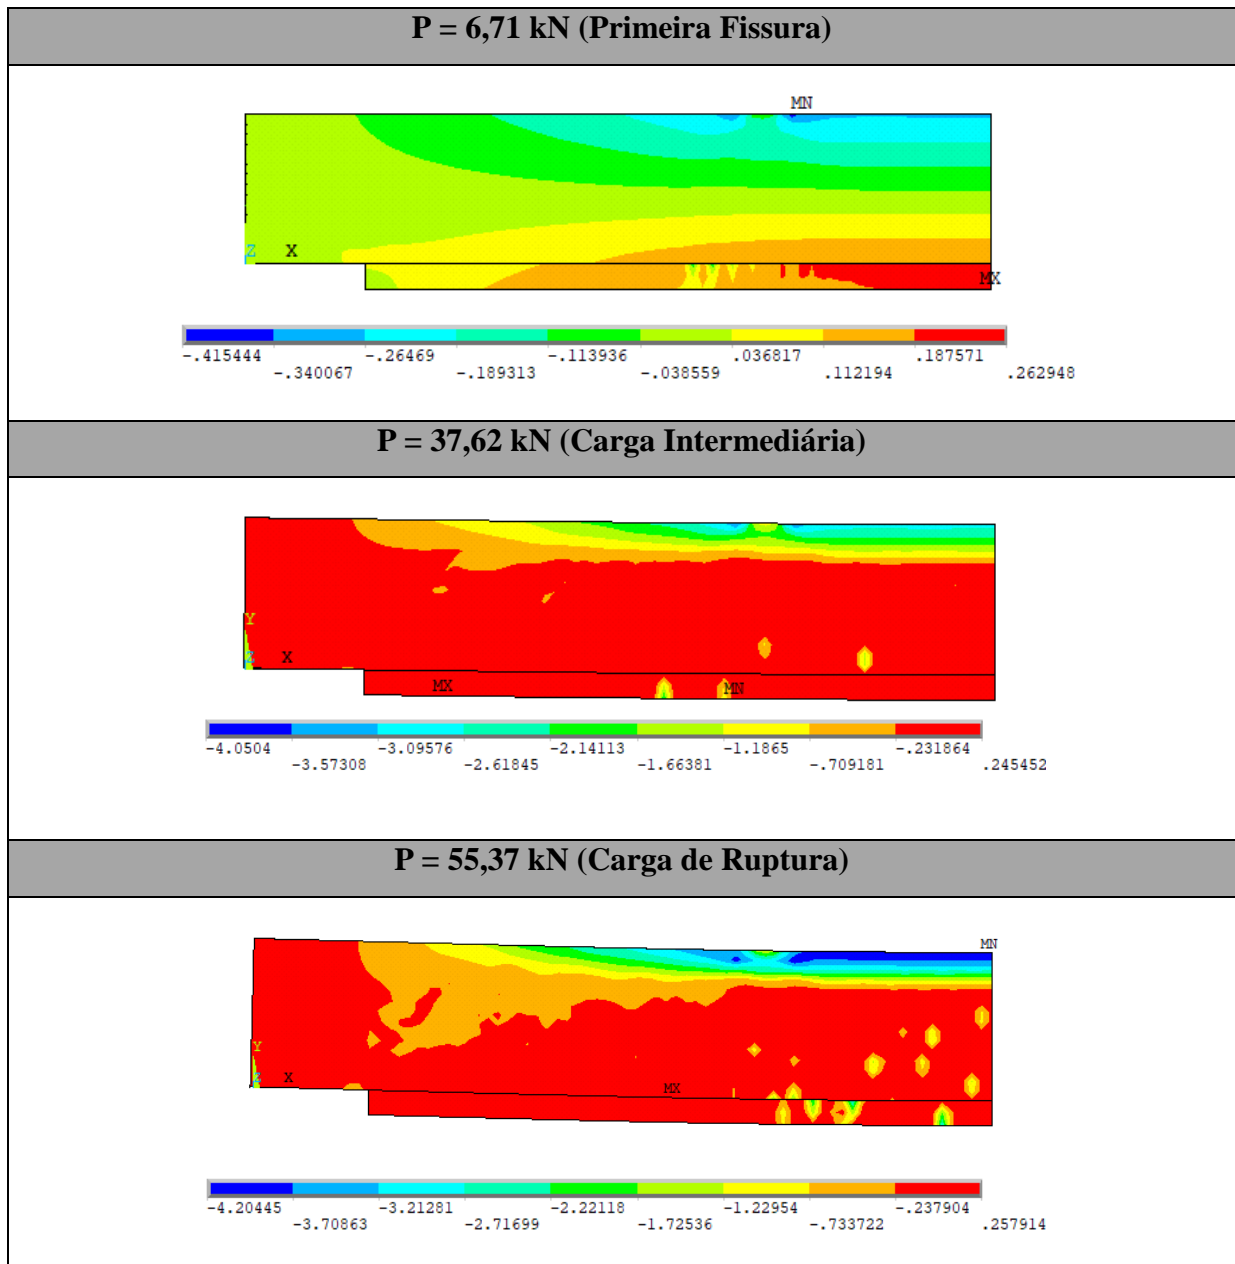 P = 6,71 kN (Primeira Fissura)
MN
Z X
MX
-.415444 -.26469 -.113936 .036817 .187571
-.340067 -.189313 -.038559 .112194 .262948
P = 37,62 kN (Carga Intermediária)
Y
Z X
MX MN
-4.0504 -3.09576 -2.14113 -1.1865 -.231864
-3.57308 -2.61845 -1.66381 -.709181 .245452
P = 55,37 kN (Carga de Ruptura)
MN
Y
Z X MX
-4.20445 -3.21281 -2.22118 -1.22954 -.237904
-3.70863 -2.71699 -1.72536 -.733722 .257914